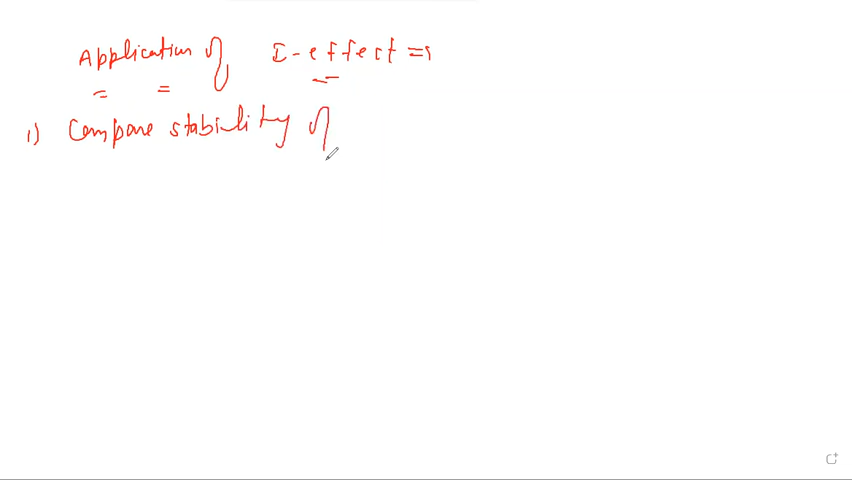 Application of I-effect =)
1) Compare stability of